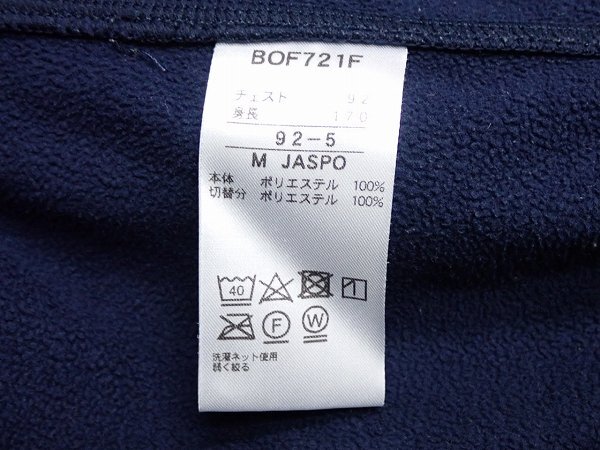 BOF721F
チェスト 92
身長 170
92-5
M JASPO
本体 ポリエステル 100%
切替分 ポリエステル 100%
40
F W
洗濯ネット使用
弱く絞る